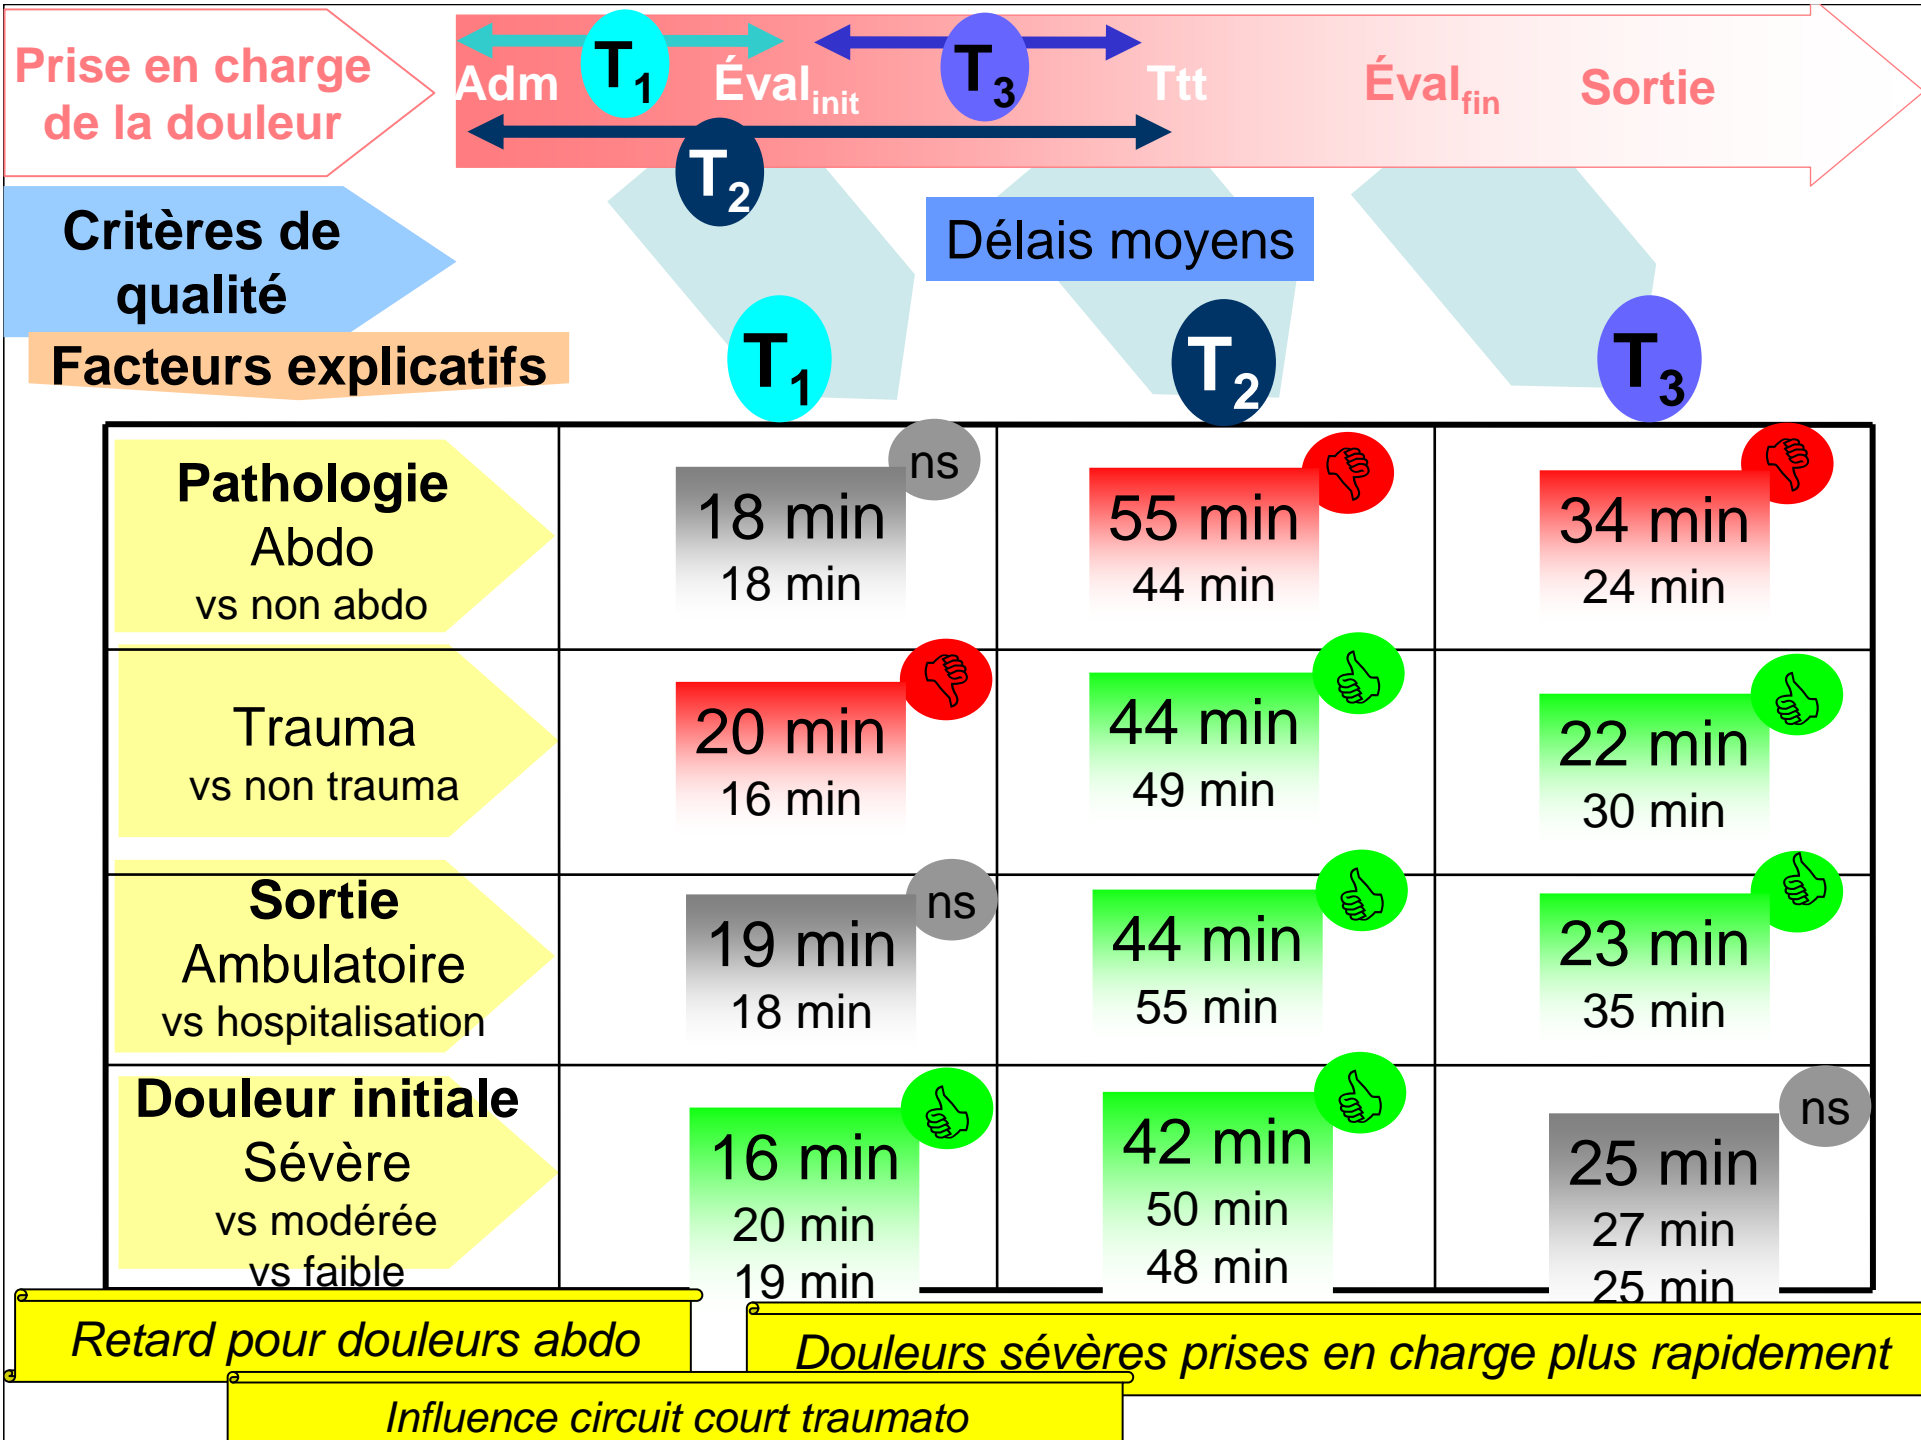 Prise en charge
de la douleur
Adm
T1
Évalinit
T3
Ttt
Évalfin
Sortie
T2
Critères de
qualité
Délais moyens
Facteurs explicatifs
T1
T2
T3
Pathologie
Abdo
vs non abdo
ns
18 min
18 min
55 min
44 min
34 min
24 min
Trauma
vs non trauma
20 min
16 min
44 min
49 min
22 min
30 min
Sortie
Ambulatoire
vs hospitalisation
ns
19 min
18 min
44 min
55 min
23 min
35 min
Douleur initiale
Sévère
vs modérée
vs faible
16 min
20 min
19 min
42 min
50 min
48 min
ns
25 min
27 min
25 min
Retard pour douleurs abdo
Douleurs sévères prises en charge plus rapidement
Influence circuit court traumato